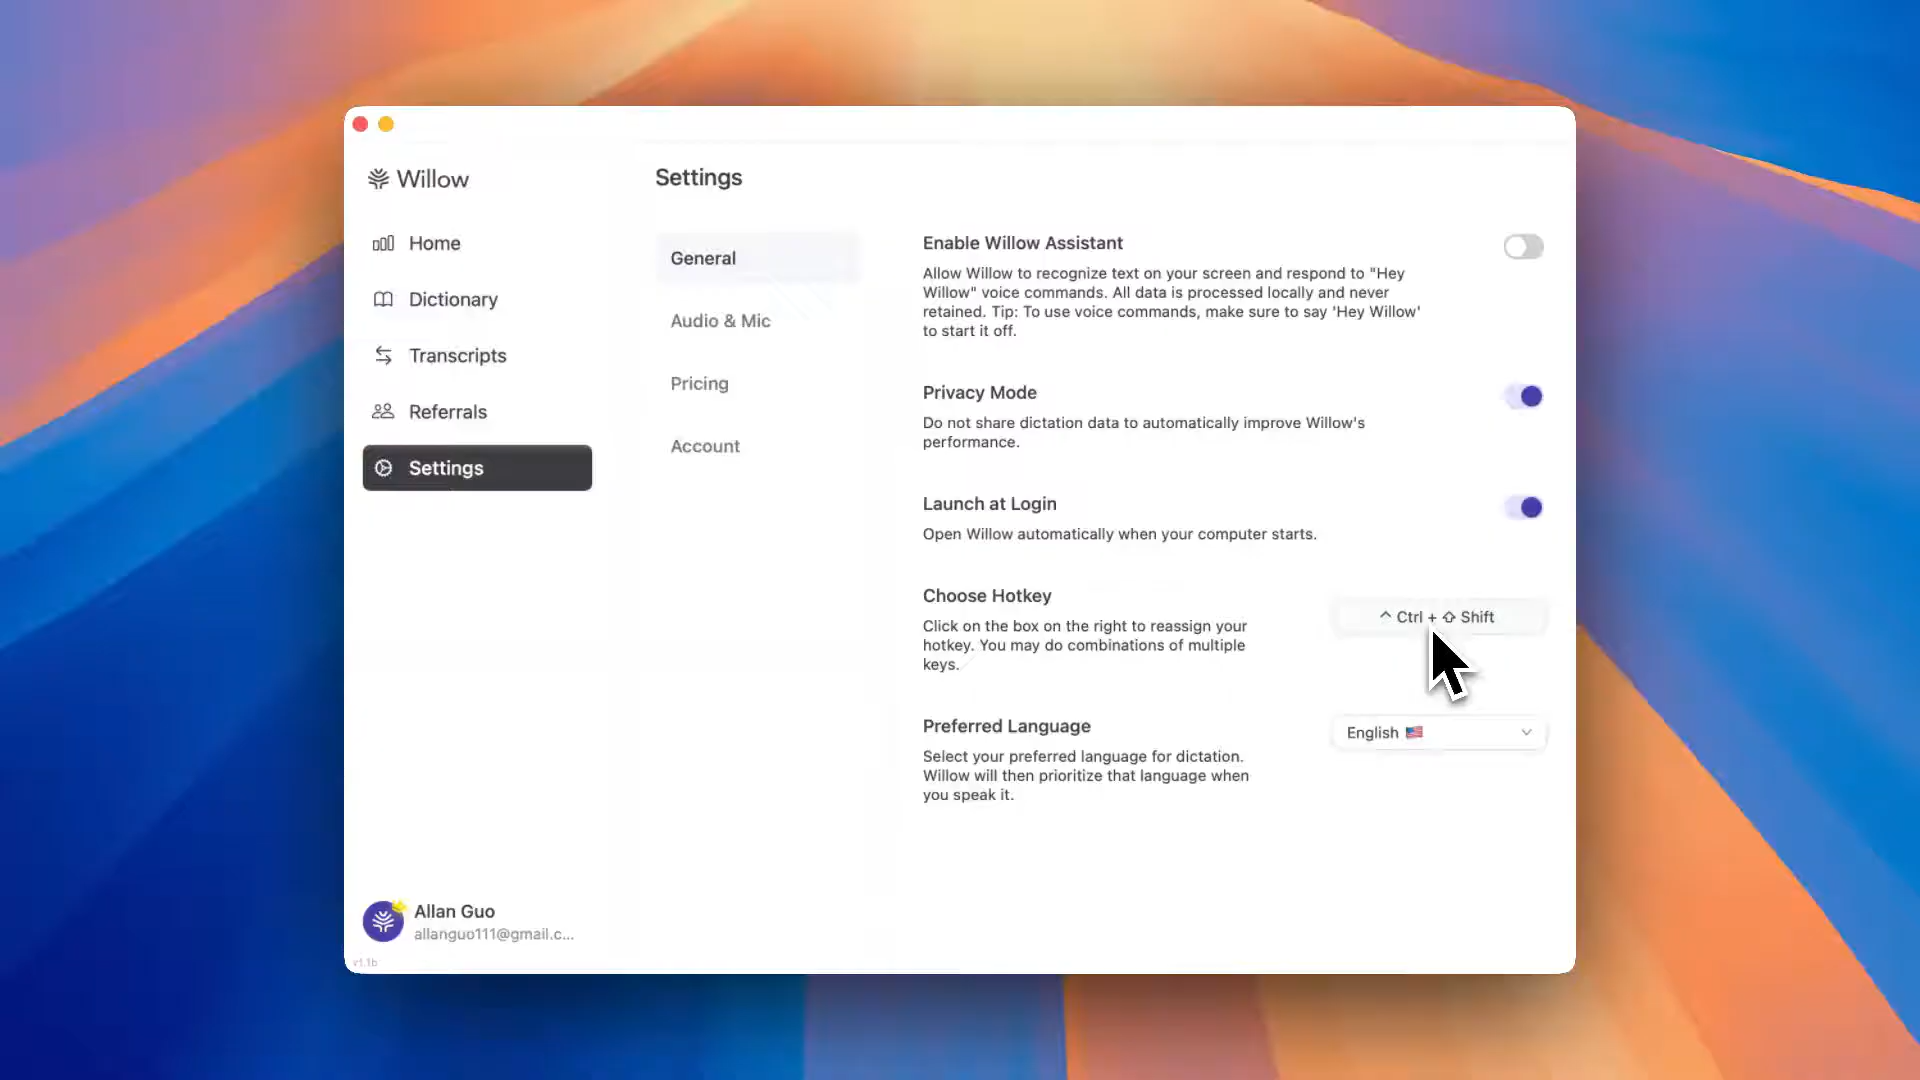 Willow
Home
Dictionary
Transcripts
Referrals
Settings
Allan Guo
allanguo111@gmail.c...
v1.1b
Settings
General
Audio & Mic
Pricing
Account
Enable Willow Assistant
Allow Willow to recognize text on your screen and respond to "Hey
Willow" voice commands. All data is processed locally and never
retained. Tip: To use voice commands, make sure to say 'Hey Willow'
to start it off.
Privacy Mode
Do not share dictation data to automatically improve Willow's
performance.
Launch at Login
Open Willow automatically when your computer starts.
Choose Hotkey
Click on the box on the right to reassign your
hotkey. You may do combinations of multiple
keys.
^ Ctrl + ⇧ Shift
Preferred Language
Select your preferred language for dictation.
Willow will then prioritize that language when
you speak it.
English 🇺🇸